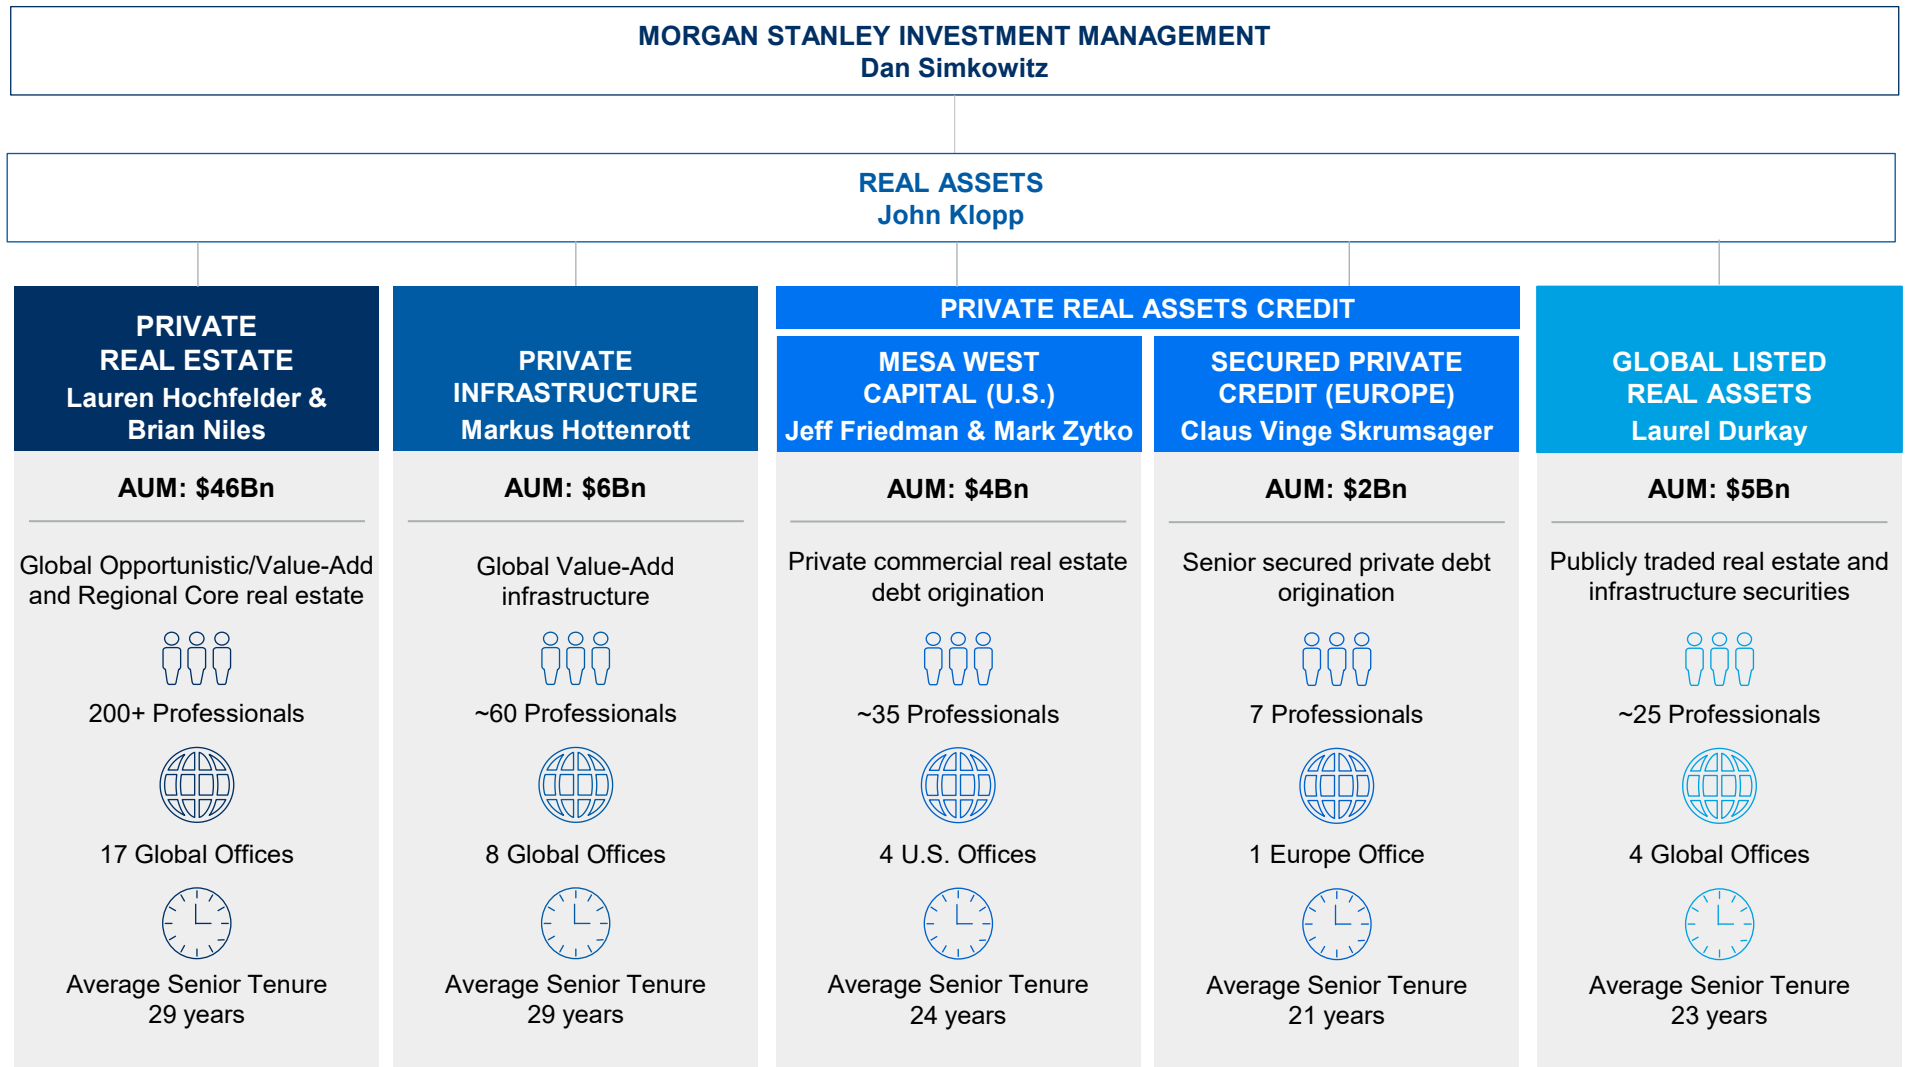 MORGAN STANLEY INVESTMENT MANAGEMENT
Dan Simkowitz
REAL ASSETS
John Klopp
PRIVATE
REAL ESTATE
Lauren Hochfelder &
Brian Niles
AUM: $46Bn
Global Opportunistic/Value-Add
and Regional Core real estate
200+ Professionals
17 Global Offices
Average Senior Tenure
29 years
PRIVATE
INFRASTRUCTURE
Markus Hottenrott
AUM: $6Bn
Global Value-Add
infrastructure
~60 Professionals
8 Global Offices
Average Senior Tenure
29 years
PRIVATE REAL ASSETS CREDIT
MESA WEST
CAPITAL (U.S.)
Jeff Friedman & Mark Zytko
AUM: $4Bn
Private commercial real estate
debt origination
~35 Professionals
4 U.S. Offices
Average Senior Tenure
24 years
SECURED PRIVATE
CREDIT (EUROPE)
Claus Vinge Skrumsager
AUM: $2Bn
Senior secured private debt
origination
7 Professionals
1 Europe Office
Average Senior Tenure
21 years
GLOBAL LISTED
REAL ASSETS
Laurel Durkay
AUM: $5Bn
Publicly traded real estate and
infrastructure securities
~25 Professionals
4 Global Offices
Average Senior Tenure
23 years